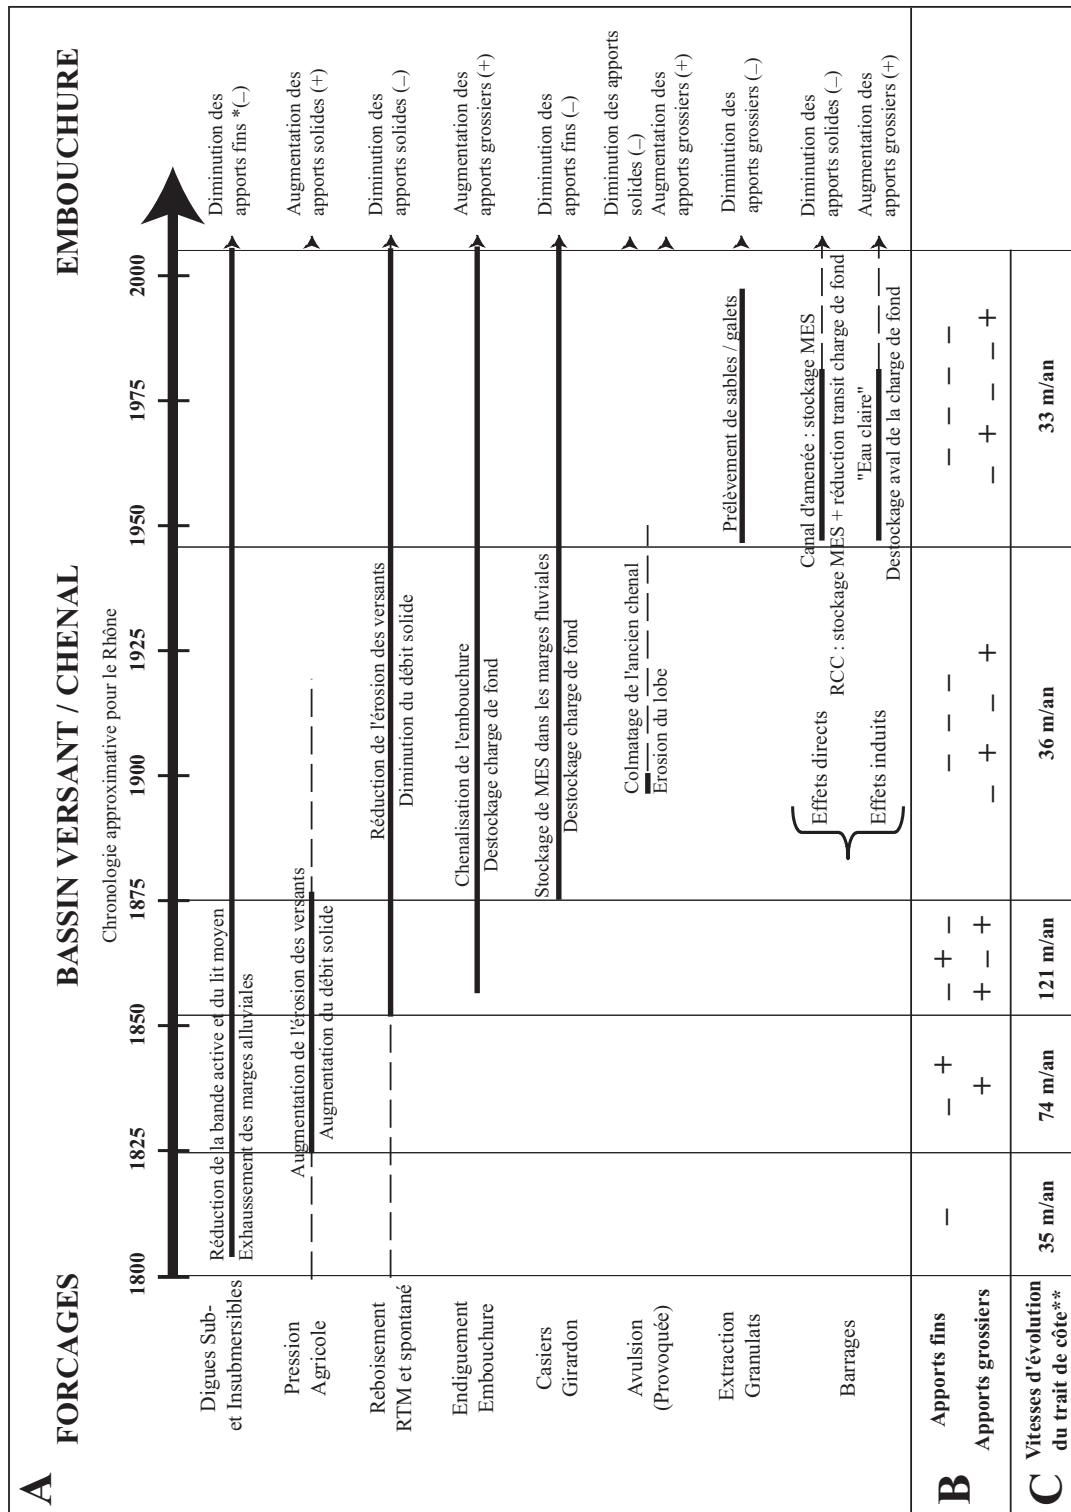 A
FORCAGES
BASSIN VERSANT / CHENAL
EMBOUCHURE
Chronologie approximative pour le Rhône
1800
1825
1850
1875
1900
1925
1950
1975
2000
Digues Sub-
et Insubmersibles
Réduction de la bande active et du lit moyen
Exhaussement des marges alluviales
Diminution des
apports fins *(–)
Pression
Agricole
Augmentation de l'érosion des versants
Augmentation du débit solide
Augmentation des
apports solides (+)
Reboisement
RTM et spontané
Réduction de l'érosion des versants
Diminution du débit solide
Diminution des
apports solides (–)
Endiguement
Embouchure
Chenalisation de l'embouchure
Destockage charge de fond
Augmentation des
apports grossiers (+)
Casiers
Girardon
Stockage de MES dans les marges fluviales
Destockage charge de fond
Diminution des
apports fins (–)
Avulsion
(Provoquée)
Colmatage de l'ancien chenal
Erosion du lobe
Diminution des apports
solides (–)
Augmentation des
apports grossiers (+)
Extraction
Granulats
Prélèvement de sables / galets
Diminution des
apports grossiers (–)
Barrages
Effets directs
Canal d'amenée : stockage MES
RCC : stockage MES + réduction transit charge de fond
Diminution des
apports solides (–)
Effets induits
"Eau claire"
Destockage aval de la charge de fond
Augmentation des
apports grossiers (+)
B
Apports fins
– – + – + – – – – – – – –
Apports grossiers
+ + – + – + – + – + – – +
C
Vitesses d'évolution
du trait de côte**
35 m/an
74 m/an
121 m/an
36 m/an
33 m/an